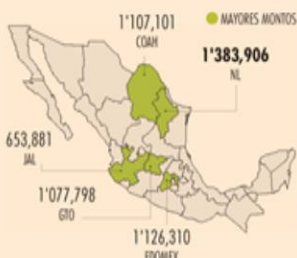 1'107,101
COAH
MAYORES MONTOS
1'383,906
NL
653,881
JAL
1'077,798
GTO
1'126,310
EDOMEX